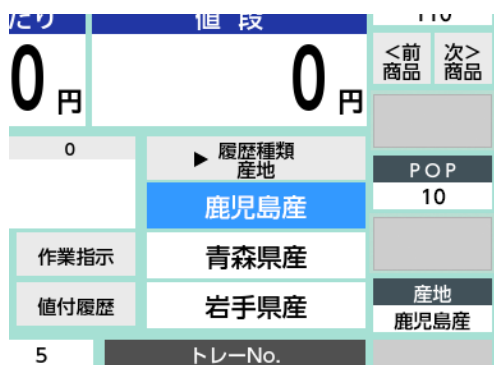 たり
値 段
110
0 円
0 円
<前
商品
次>
商品
0
▶ 履歴種類
産地
POP
10
鹿児島産
作業指示
青森県産
値付履歴
岩手県産
産地
鹿児島産
5
トレーNo.